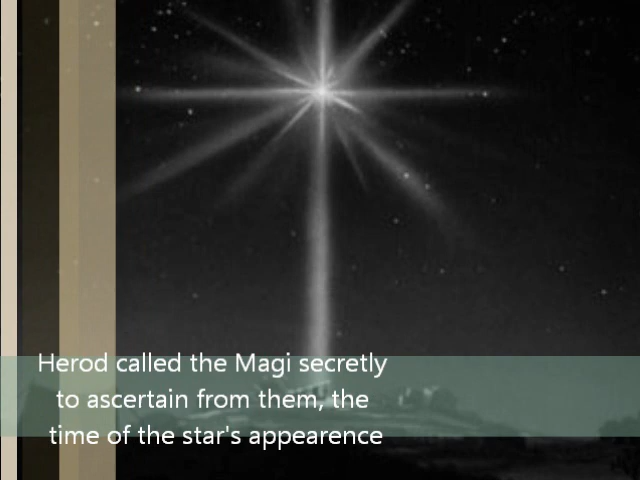 Herod called the Magi secretly
to ascertain from them, the
time of the star's appearence